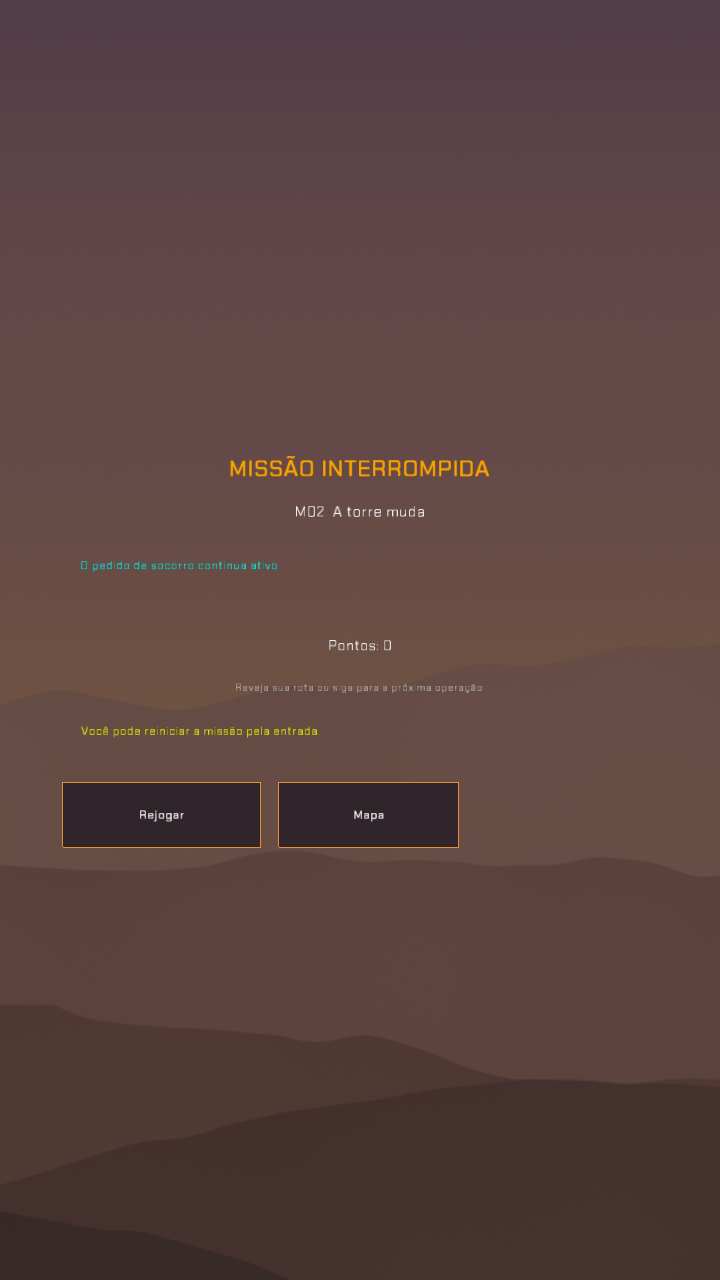 MISSÃO INTERROMPIDA
M02 A torre muda
O pedido de socorro continua ativo
Pontos: 0
Reveja sua rota ou siga para a próxima operação
Você pode reiniciar a missão pela entrada.
Rejogar
Mapa